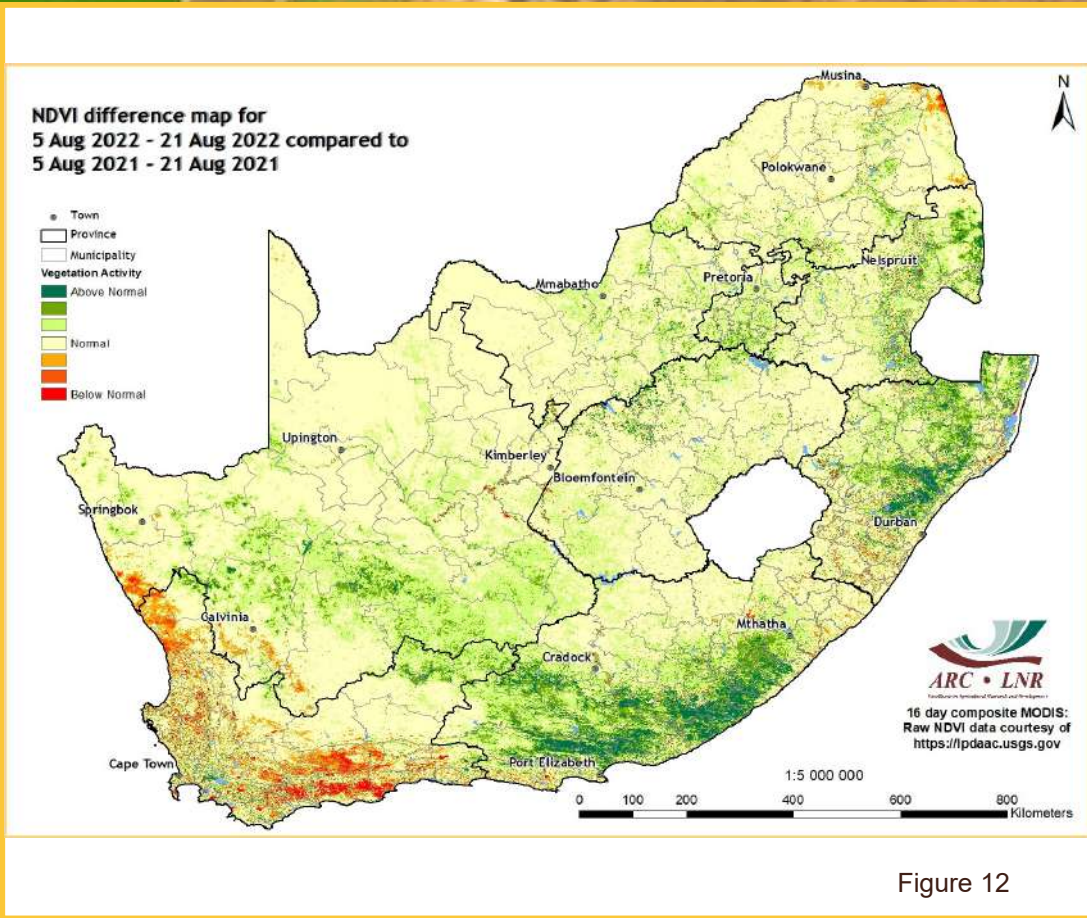 NDVI difference map for
5 Aug 2022 - 21 Aug 2022 compared to
5 Aug 2021 - 21 Aug 2021
Town
Province
Municipality
Vegetation Activity
Above Normal
Normal
Below Normal
N
Musina
Polokwane
Nelspruit
Pretoria
Mmabatho
Upington
Kimberley
Bloemfontein
Springbok
Durban
Calvinia
Mthatha
Cradock
Cape Town
Port Elizabeth
ARC • LNR
16 day composite MODIS:
Raw NDVI data courtesy of
https://lpdaac.usgs.gov
1:5 000 000
0 100 200 400 600 800
Kilometers
Figure 12